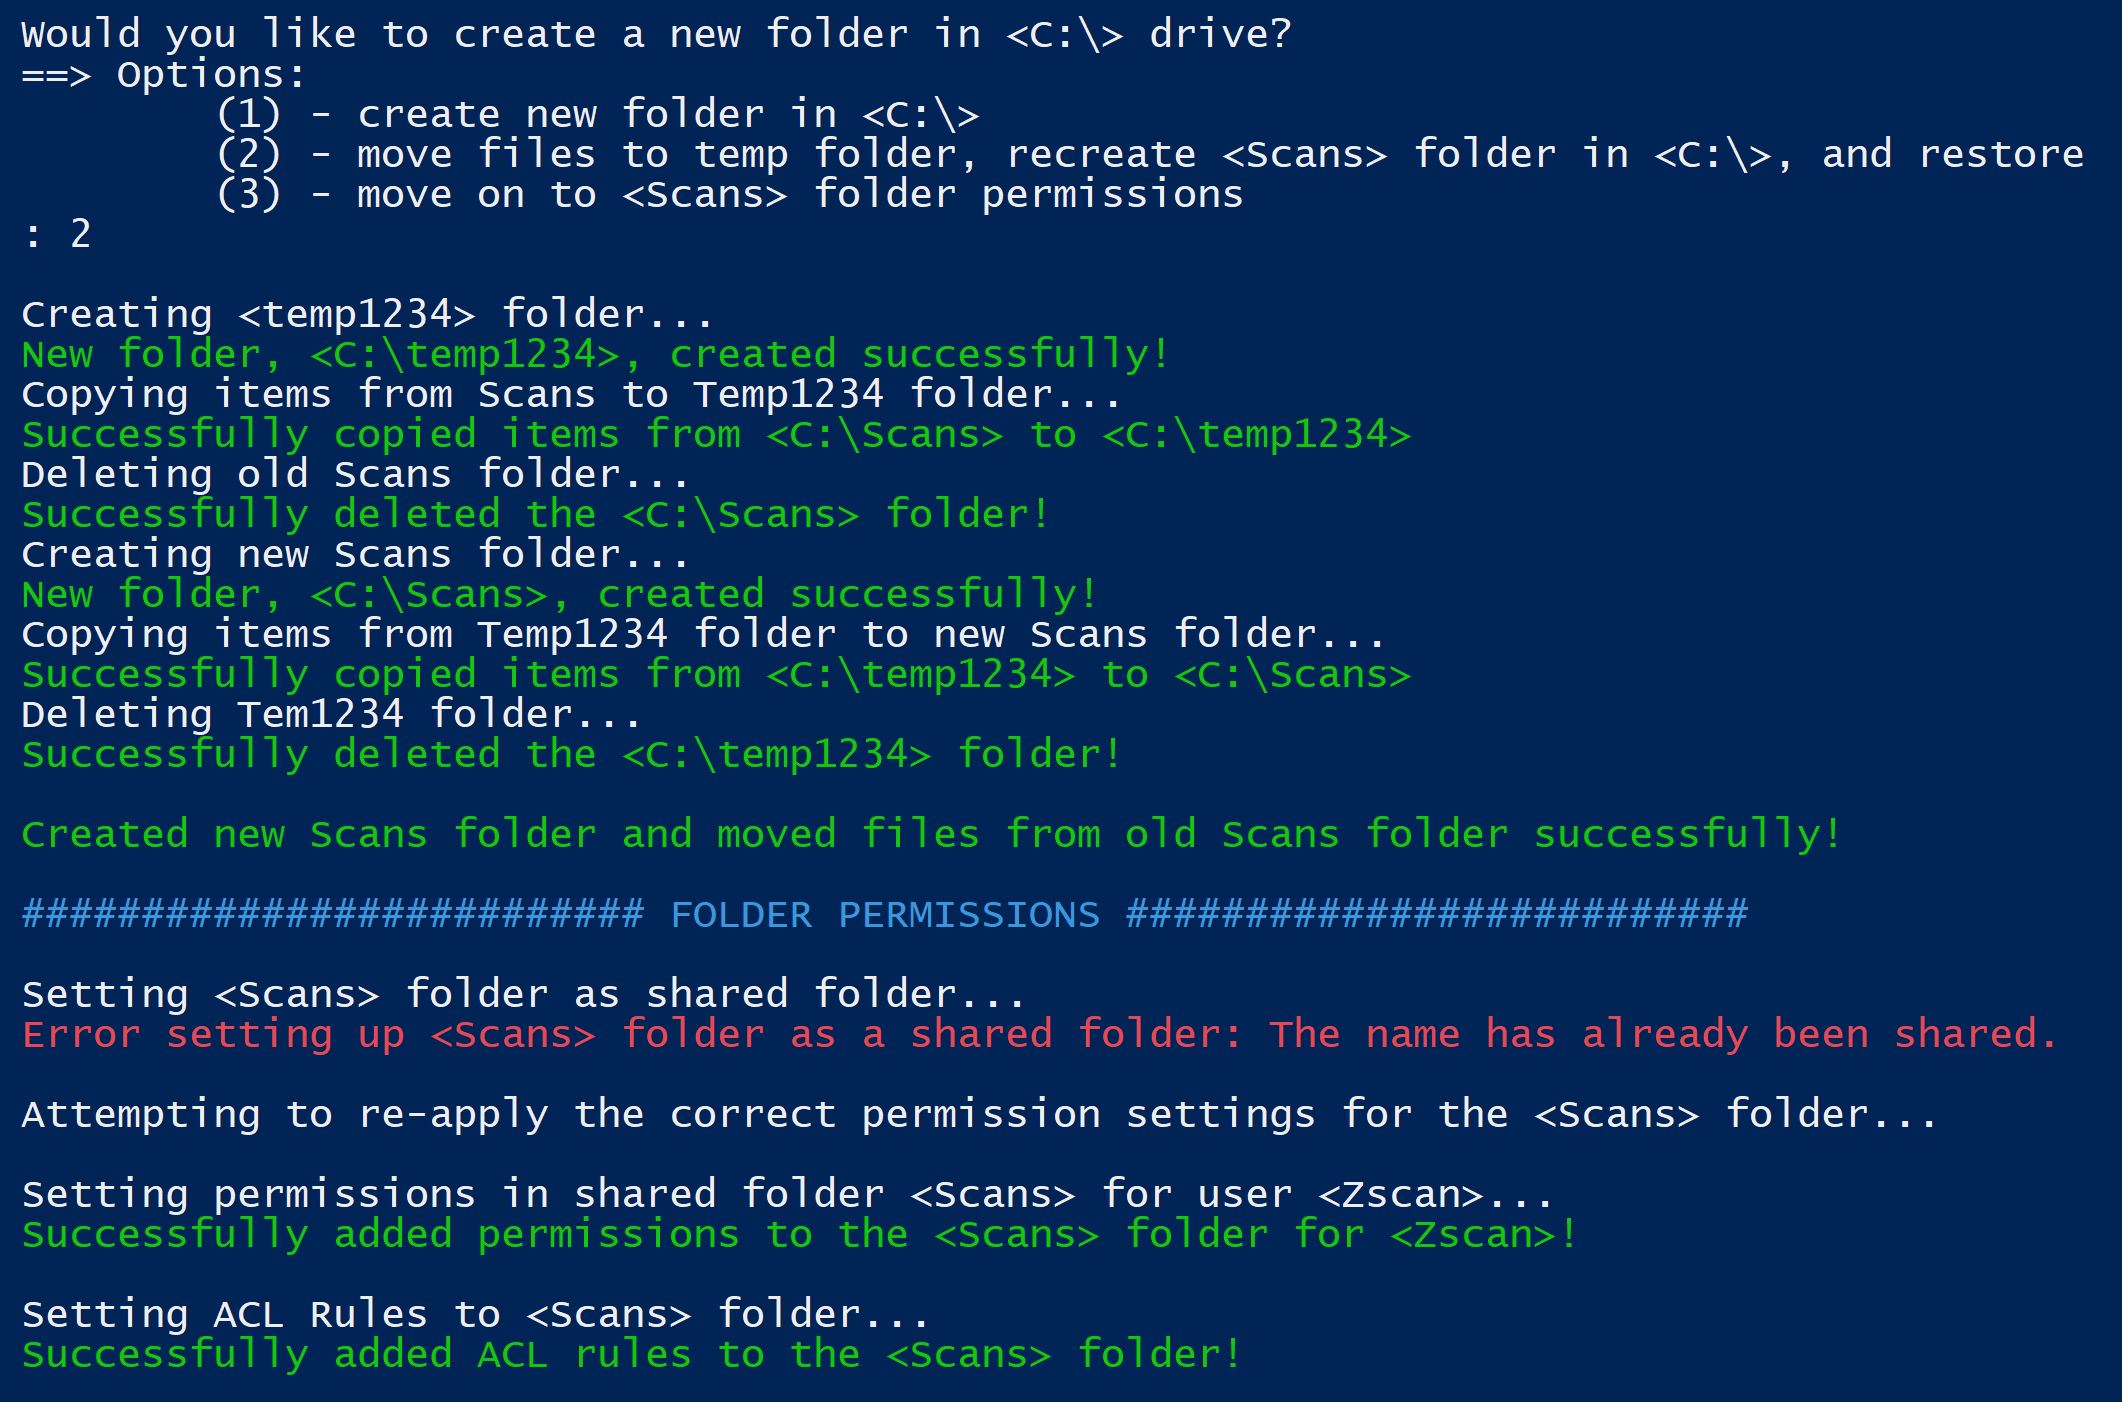 Would you like to create a new folder in <C:\> drive?
==> Options:
(1) - create new folder in <C:\>
(2) - move files to temp folder, recreate <Scans> folder in <C:\>, and restore
(3) - move on to <Scans> folder permissions
: 2
Creating <temp1234> folder...
New folder, <C:\temp1234>, created successfully!
Copying items from Scans to Temp1234 folder...
Successfully copied items from <C:\Scans> to <C:\temp1234>
Deleting old Scans folder...
Successfully deleted the <C:\Scans> folder!
Creating new Scans folder...
New folder, <C:\Scans>, created successfully!
Copying items from Temp1234 folder to new Scans folder...
Successfully copied items from <C:\temp1234> to <C:\Scans>
Deleting Tem1234 folder...
Successfully deleted the <C:\temp1234> folder!
Created new Scans folder and moved files from old Scans folder successfully!
########################## FOLDER PERMISSIONS ##########################
Setting <Scans> folder as shared folder...
Error setting up <Scans> folder as a shared folder: The name has already been shared.
Attempting to re-apply the correct permission settings for the <Scans> folder...
Setting permissions in shared folder <Scans> for user <Zscan>...
Successfully added permissions to the <Scans> folder for <Zscan>!
Setting ACL Rules to <Scans> folder...
Successfully added ACL rules to the <Scans> folder!